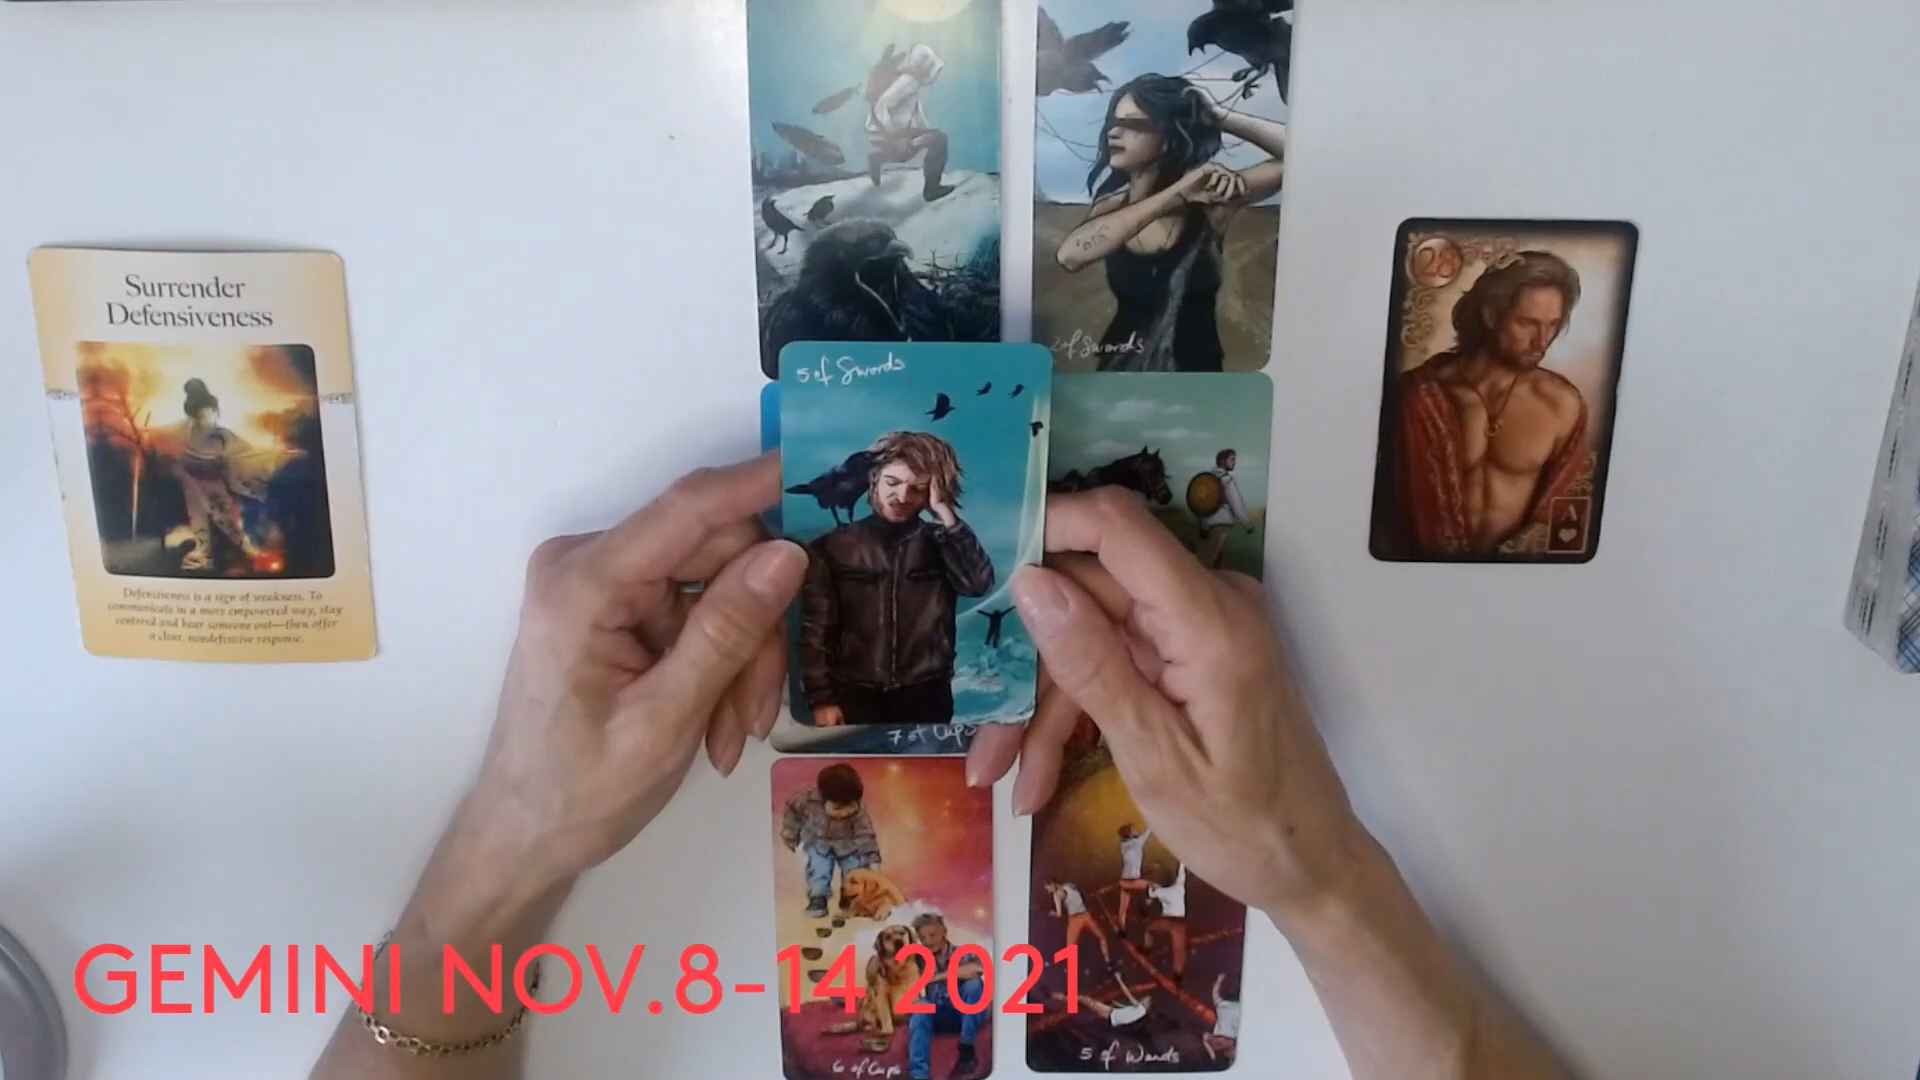 Surrender
Defensiveness
Defensiveness is a sign of weakness. To
communicate in a more empowered way, stay
centered and hear someone out—then offer
a clear, nondefensive response.
2 of Swords
28
A
5 of Swords
7 of Cups
6 of Cups
5 of Wands
GEMINI NOV.8-14 2021